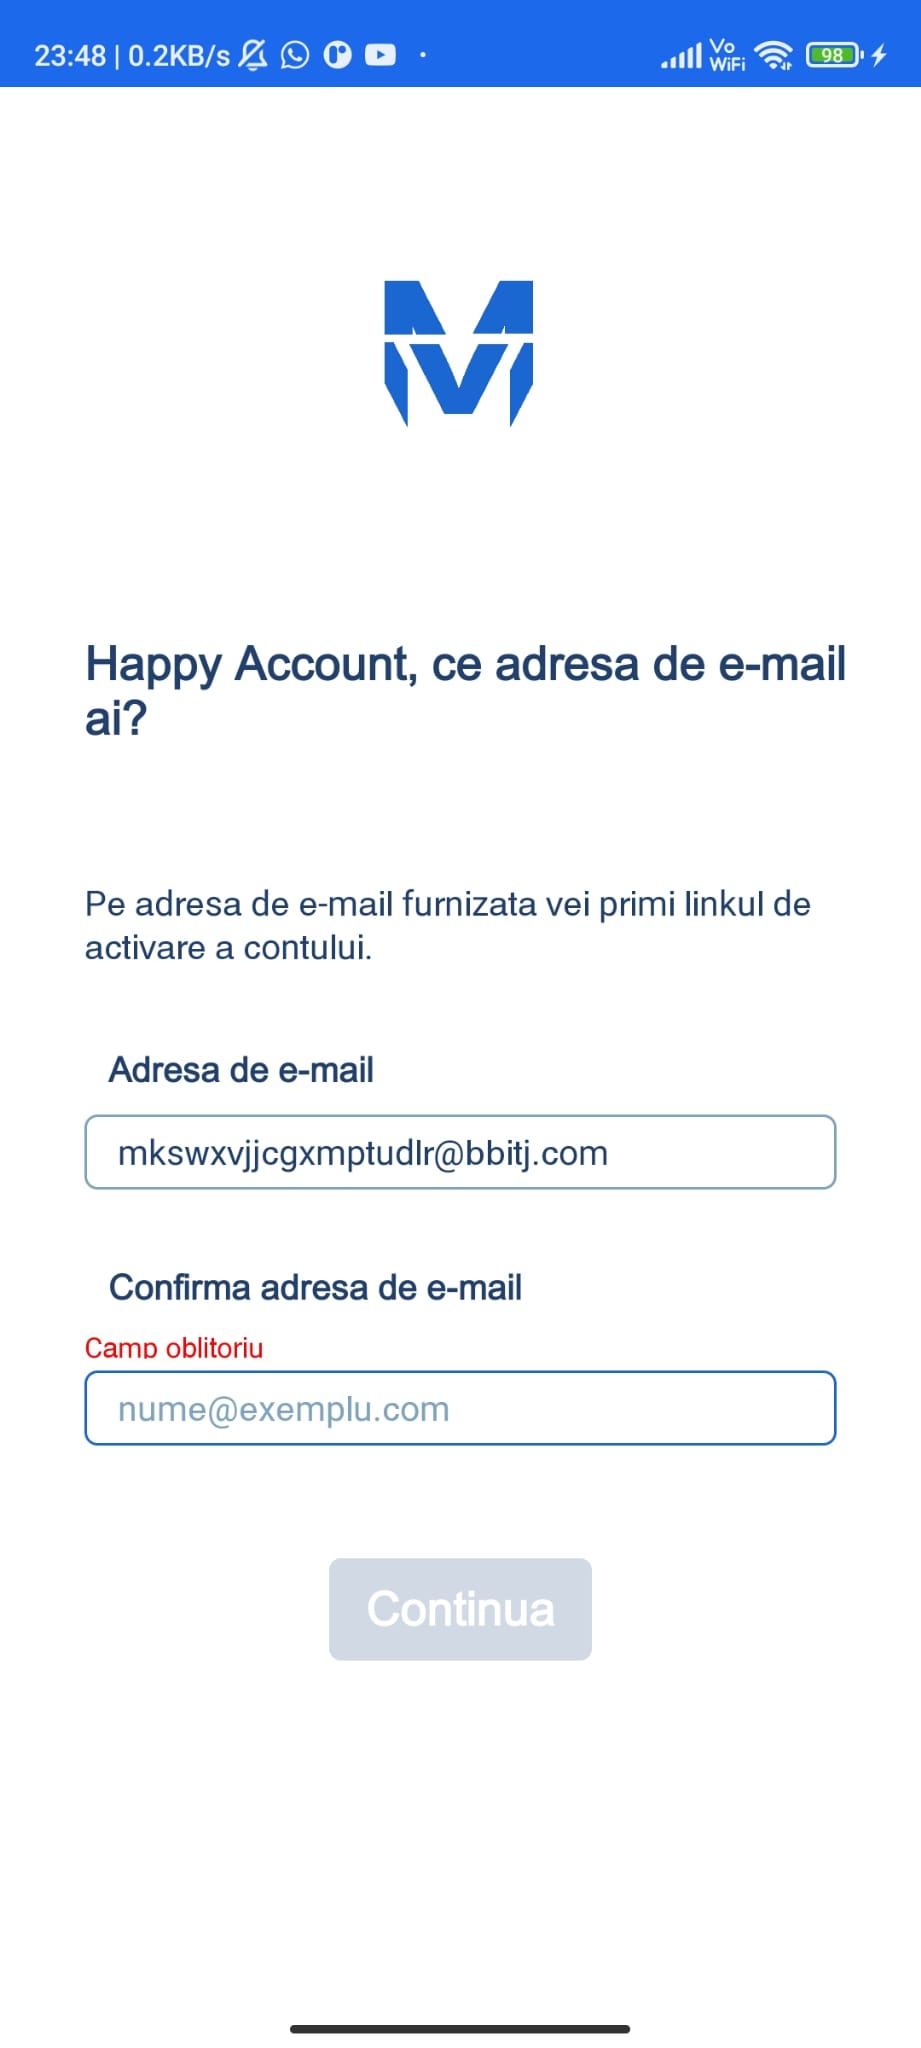 23:48 | 0.2KB/s
Vo
WiFi
98
Happy Account, ce adresa de e-mail
ai?
Pe adresa de e-mail furnizata vei primi linkul de
activare a contului.
Adresa de e-mail
mkswxvjjcgxmptudlr@bbitj.com
Confirma adresa de e-mail
Camp oblitoriu
nume@exemplu.com
Continua